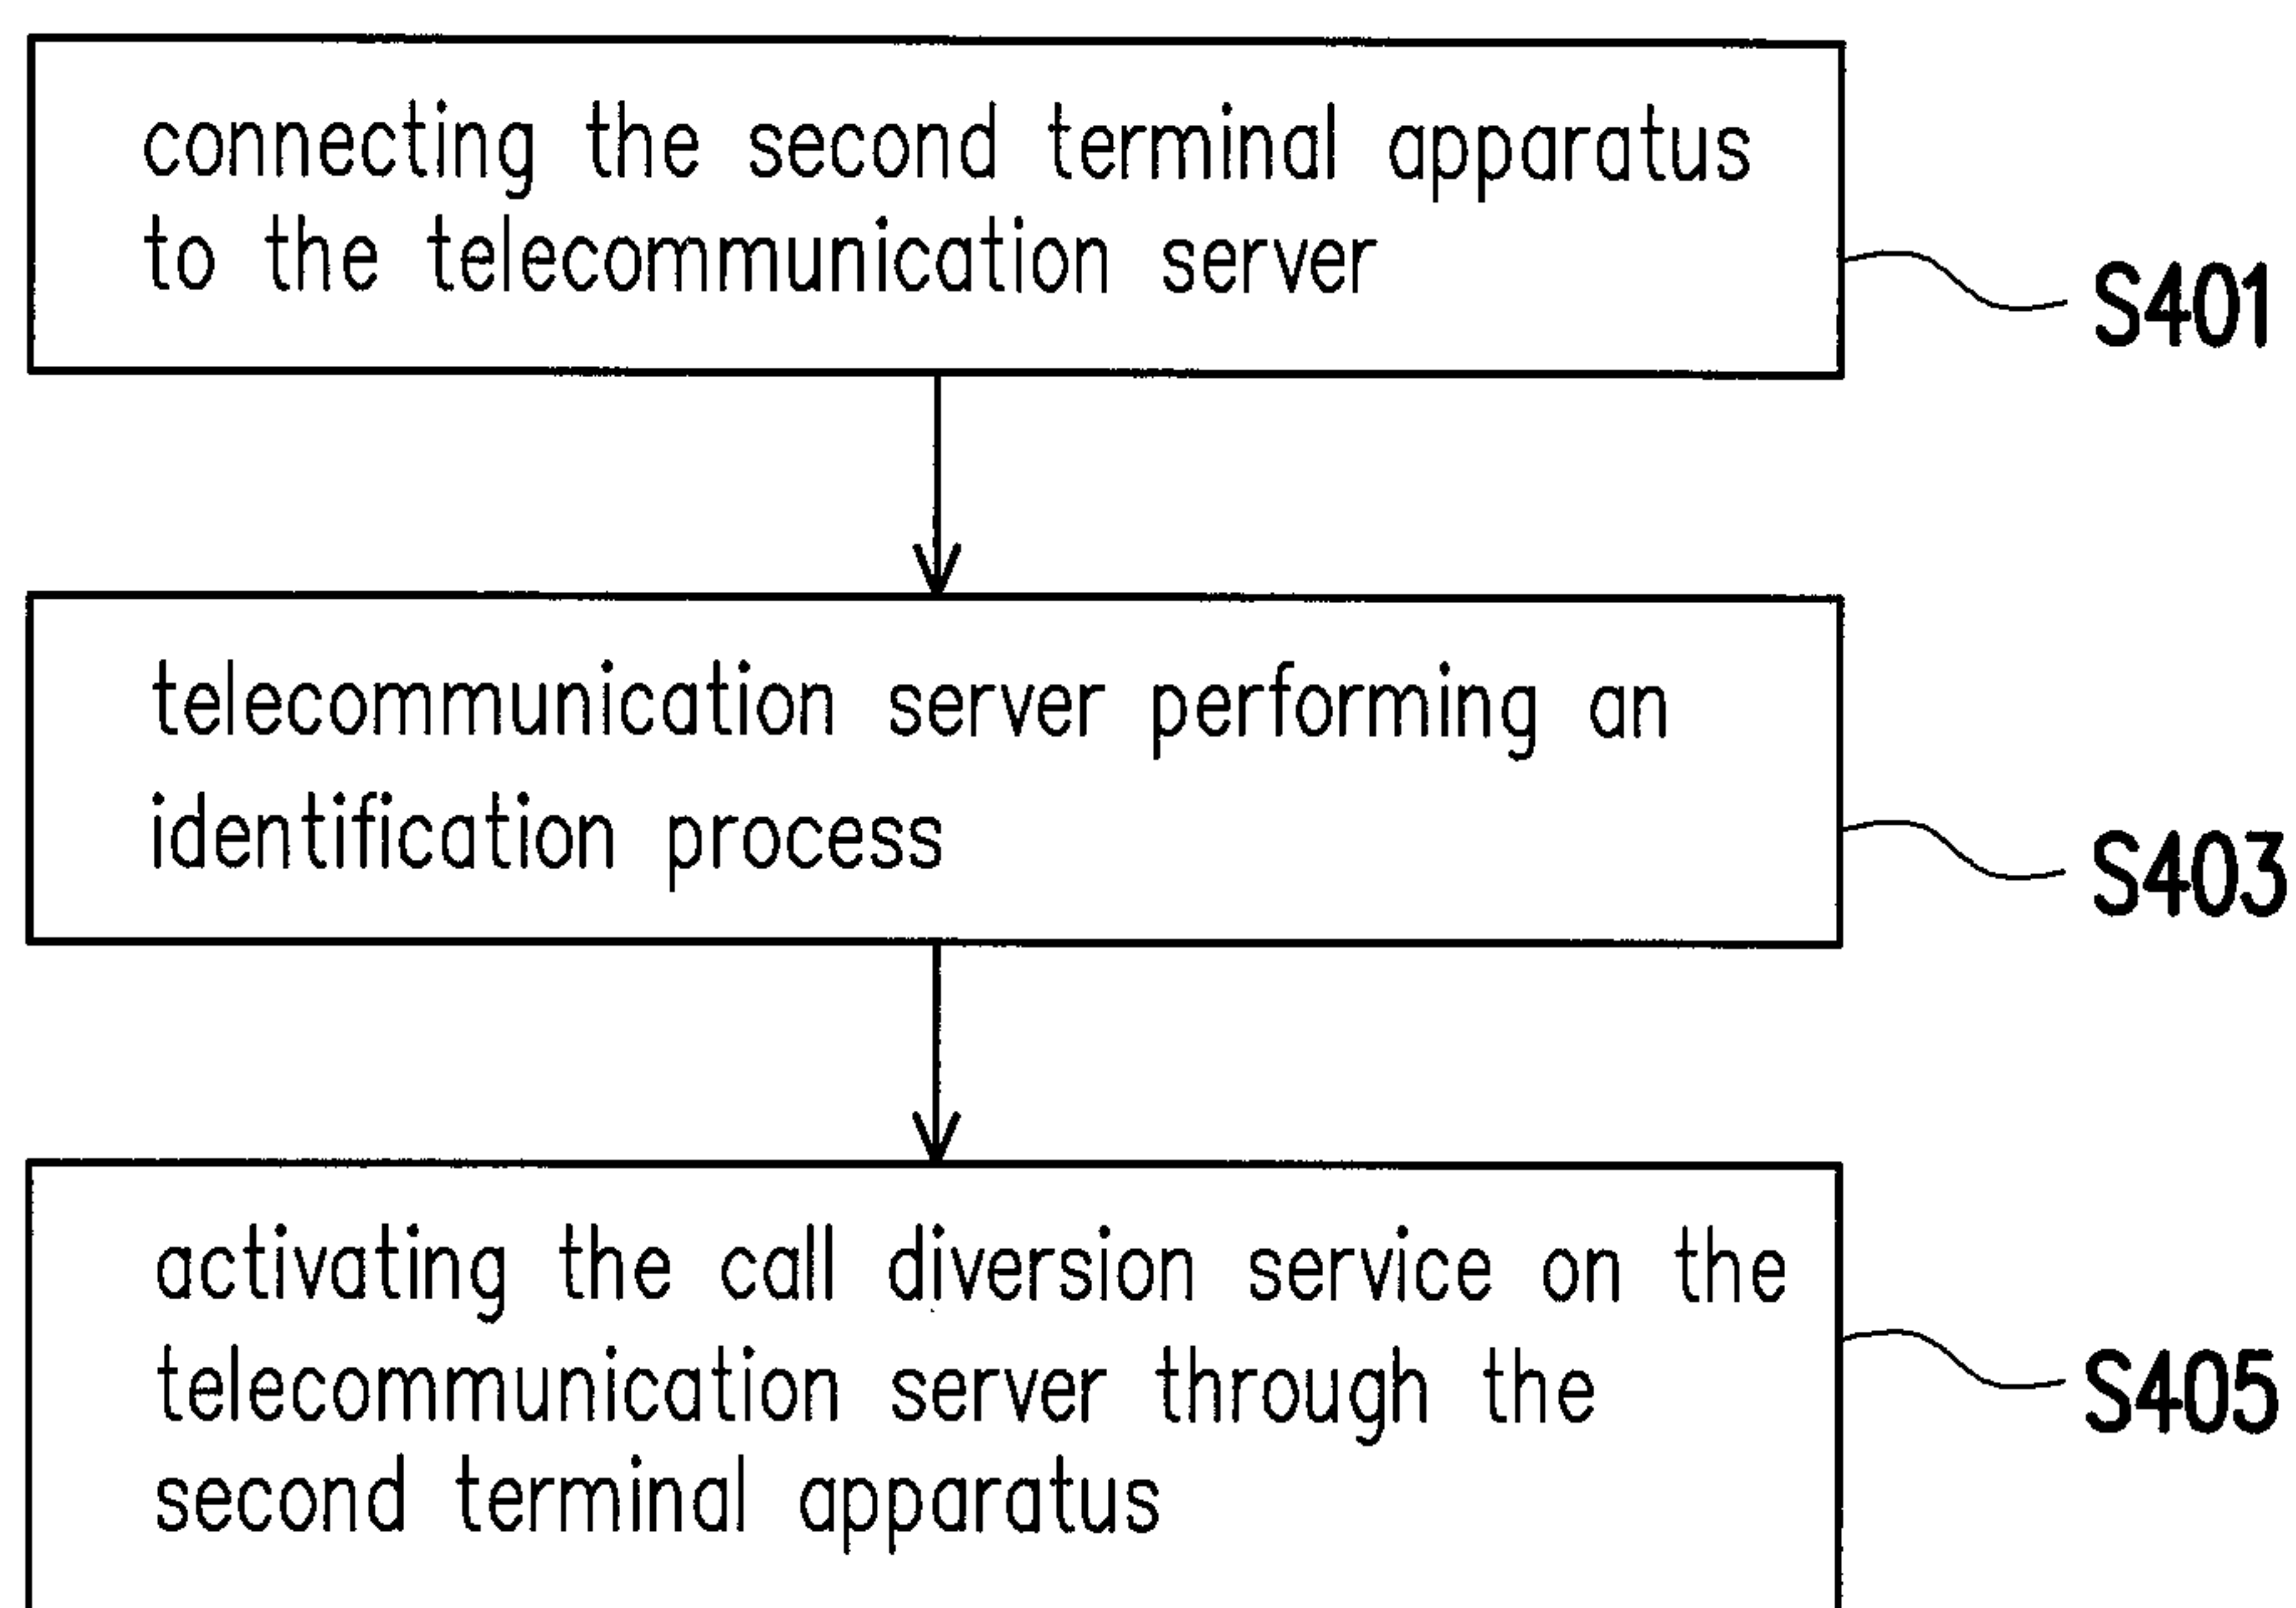 connecting the second terminal apparatus
to the telecommunication server
S401
telecommunication server performing an
identification process
S403
activating the call diversion service on the
telecommunication server through the
second terminal apparatus
S405